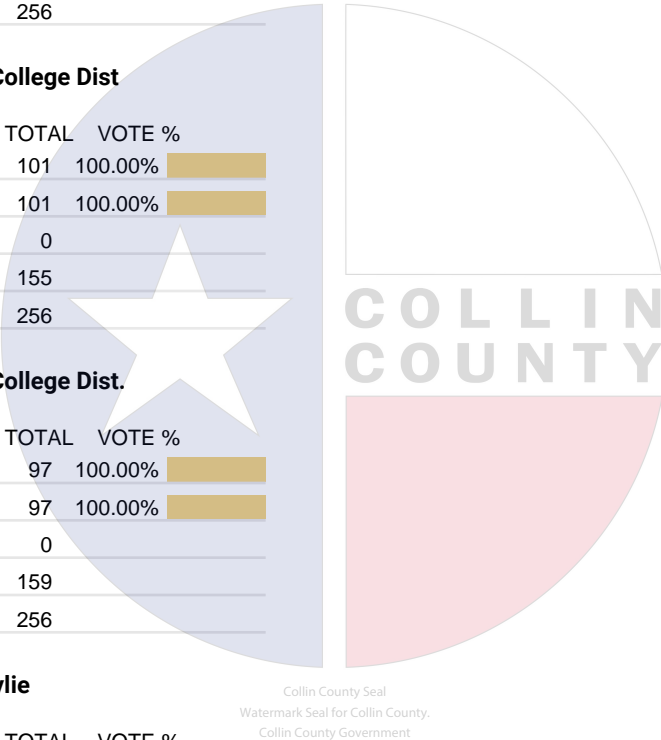 256
College Dist
TOTAL VOTE %
101 100.00%
101 100.00%
0
155
256
COLLIN
COUNTY
College Dist.
TOTAL VOTE %
97 100.00%
97 100.00%
0
159
256
ylie
TOTAL VOTE %
Collin County Seal
Watermark Seal for Collin County.
Collin County Government